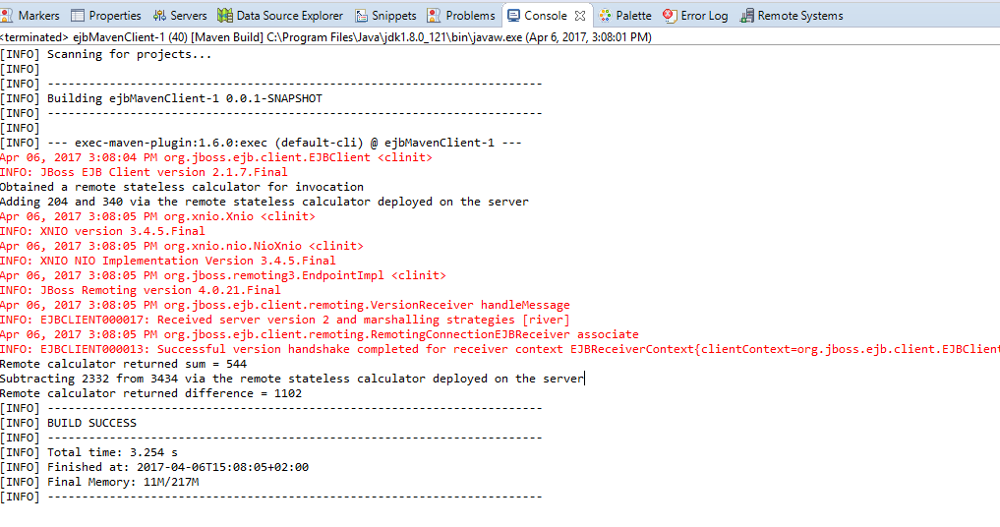 Markers Properties Servers Data Source Explorer Snippets Problems Console Palette Error Log Remote Systems
<terminated> ejbMavenClient-1 (40) [Maven Build] C:\Program Files\Java\jdk1.8.0_121\bin\javaw.exe (Apr 6, 2017, 3:08:01 PM)
[INFO] Scanning for projects...
[INFO]
[INFO] ------------------------------------------------------------------------
[INFO] Building ejbMavenClient-1 0.0.1-SNAPSHOT
[INFO] ------------------------------------------------------------------------
[INFO]
[INFO] --- exec-maven-plugin:1.6.0:exec (default-cli) @ ejbMavenClient-1 ---
Apr 06, 2017 3:08:04 PM org.jboss.ejb.client.EJBClient <clinit>
INFO: JBoss EJB Client version 2.1.7.Final
Obtained a remote stateless calculator for invocation
Adding 204 and 340 via the remote stateless calculator deployed on the server
Apr 06, 2017 3:08:05 PM org.xnio.Xnio <clinit>
INFO: XNIO version 3.4.5.Final
Apr 06, 2017 3:08:05 PM org.xnio.nio.NioXnio <clinit>
INFO: XNIO NIO Implementation Version 3.4.5.Final
Apr 06, 2017 3:08:05 PM org.jboss.remoting3.EndpointImpl <clinit>
INFO: JBoss Remoting version 4.0.21.Final
Apr 06, 2017 3:08:05 PM org.jboss.ejb.client.remoting.VersionReceiver handleMessage
INFO: EJBCLIENT000017: Received server version 2 and marshalling strategies [river]
Apr 06, 2017 3:08:05 PM org.jboss.ejb.client.remoting.RemotingConnectionEJBReceiver associate
INFO: EJBCLIENT000013: Successful version handshake completed for receiver context EJBReceiverContext{clientContext=org.jboss.ejb.client.EJBClient
Remote calculator returned sum = 544
Subtracting 2332 from 3434 via the remote stateless calculator deployed on the server
Remote calculator returned difference = 1102
[INFO] ------------------------------------------------------------------------
[INFO] BUILD SUCCESS
[INFO] ------------------------------------------------------------------------
[INFO] Total time: 3.254 s
[INFO] Finished at: 2017-04-06T15:08:05+02:00
[INFO] Final Memory: 11M/217M
[INFO] ------------------------------------------------------------------------